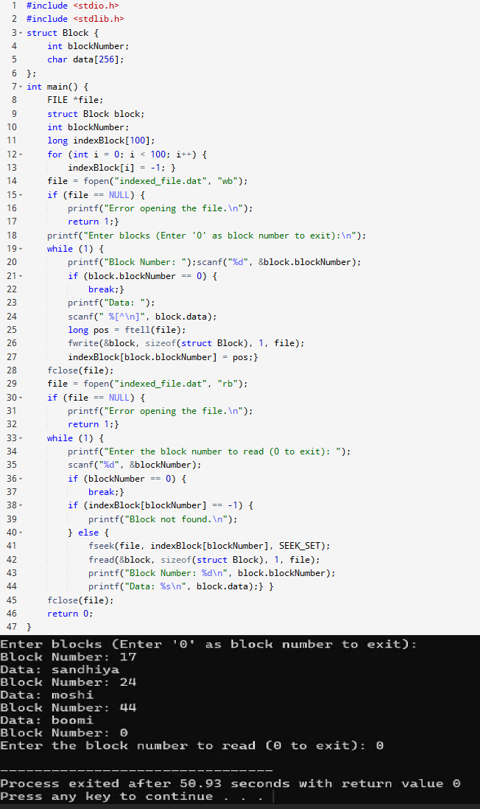 1 #include <stdio.h>
2 #include <stdlib.h>
3 struct Block {
4     int blockNumber;
5     char data[256];
6 };
7 int main() {
8     FILE *file;
9     struct Block block;
10     int blockNumber;
11     long indexBlock[100];
12     for (int i = 0; i < 100; i++) {
13         indexBlock[i] = -1; }
14     file = fopen("indexed_file.dat", "wb");
15     if (file == NULL) {
16         printf("Error opening the file.\n");
17         return 1;}
18     printf("Enter blocks (Enter '0' as block number to exit):\n");
19     while (1) {
20         printf("Block Number: ");scanf("%d", &block.blockNumber);
21         if (block.blockNumber == 0) {
22             break;}
23         printf("Data: ");
24         scanf(" %[^\n]", block.data);
25         long pos = ftell(file);
26         fwrite(&block, sizeof(struct Block), 1, file);
27         indexBlock[block.blockNumber] = pos;}
28     fclose(file);
29     file = fopen("indexed_file.dat", "rb");
30     if (file == NULL) {
31         printf("Error opening the file.\n");
32         return 1;}
33     while (1) {
34         printf("Enter the block number to read (0 to exit): ");
35         scanf("%d", &blockNumber);
36         if (blockNumber == 0) {
37             break;}
38         if (indexBlock[blockNumber] == -1) {
39             printf("Block not found.\n");
40         } else {
41             fseek(file, indexBlock[blockNumber], SEEK_SET);
42             fread(&block, sizeof(struct Block), 1, file);
43             printf("Block Number: %d\n", block.blockNumber);
44             printf("Data: %s\n", block.data);} }
45     fclose(file);
46     return 0;
47 }
Enter blocks (Enter '0' as block number to exit):
Block Number: 17
Data: sandhiya
Block Number: 24
Data: moshi
Block Number: 44
Data: boomi
Block Number: 0
Enter the block number to read (0 to exit): 0
--------------------------------
Process exited after 50.93 seconds with return value 0
Press any key to continue . . .